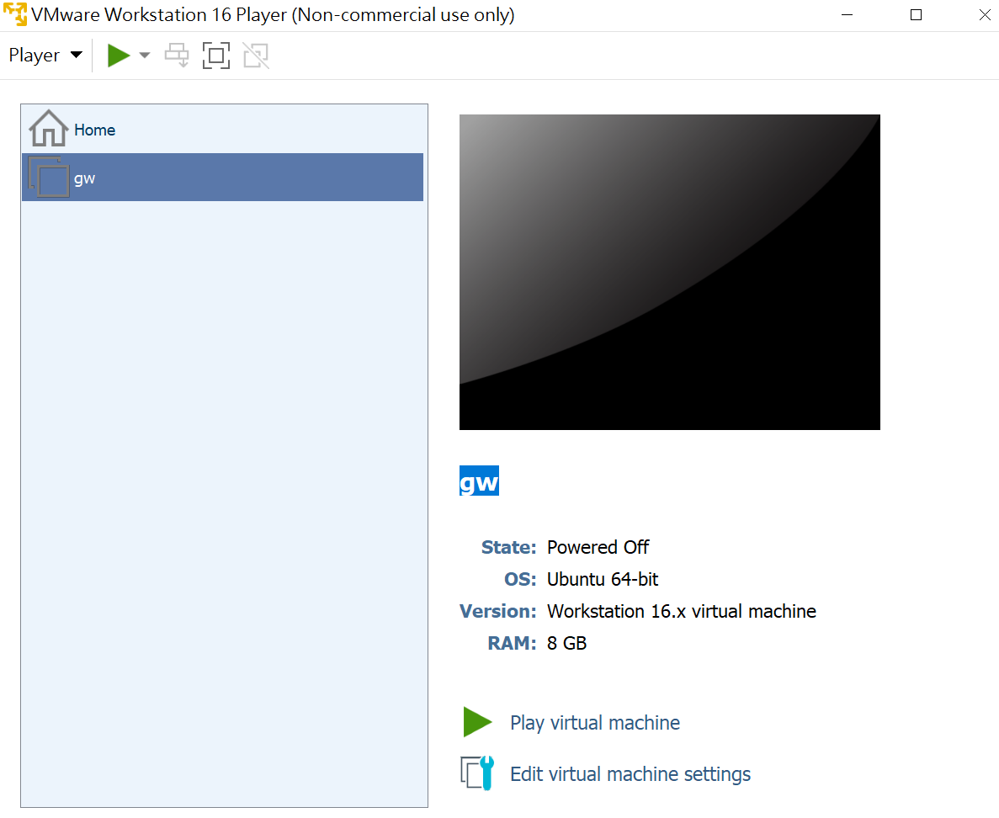 VMware Workstation 16 Player (Non-commercial use only)
Player
Home
gw
gw
State: Powered Off
OS: Ubuntu 64-bit
Version: Workstation 16.x virtual machine
RAM: 8 GB
Play virtual machine
Edit virtual machine settings